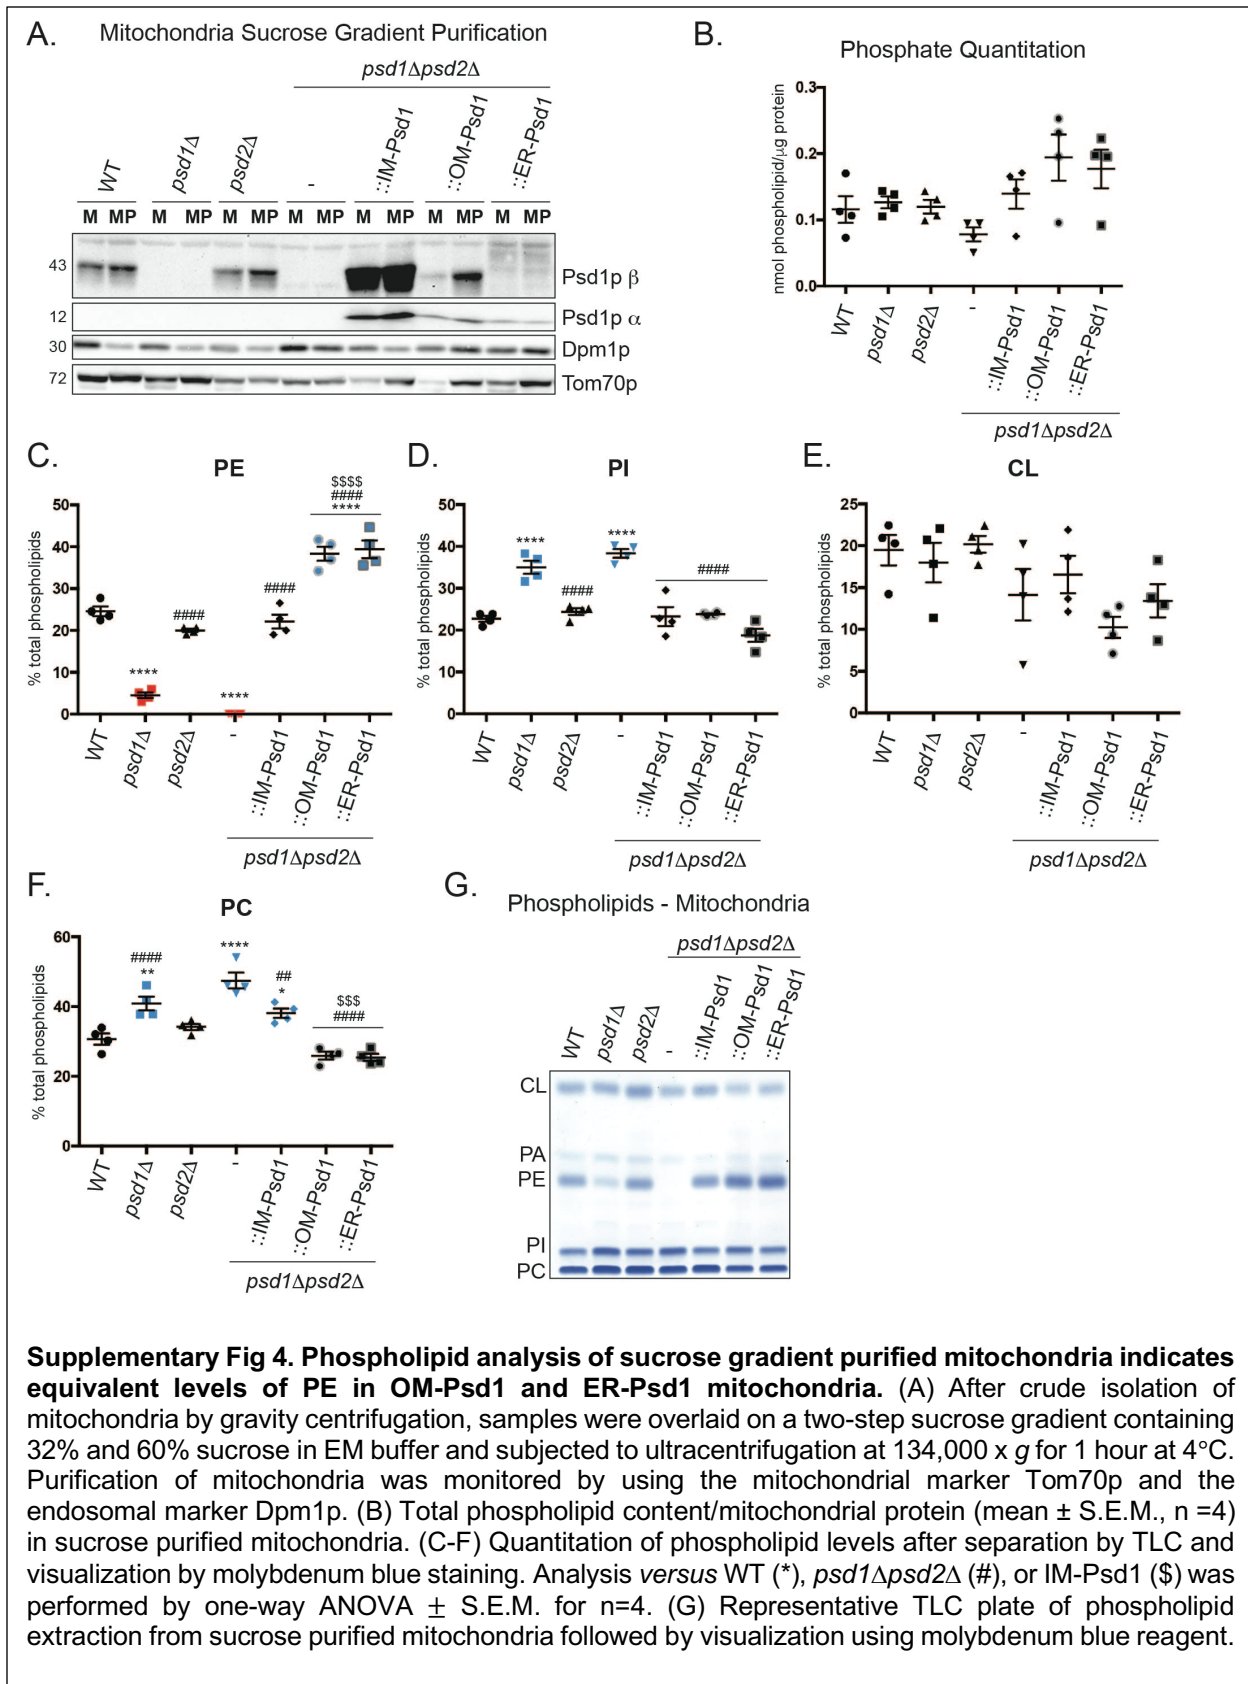 A. Mitochondria Sucrose Gradient Purification
psd1Δpsd2Δ
WT psd1Δ psd2Δ - ::IM-Psd1 ::OM-Psd1 ::ER-Psd1
M MP M MP M MP M MP M MP M MP M MP
43 Psd1p β
12 Psd1p α
30 Dpm1p
72 Tom70p
B. Phosphate Quantitation
nmol phospholipid/µg protein
0.3
0.2
0.1
0.0
WT psd1Δ psd2Δ - ::IM-Psd1 ::OM-Psd1 ::ER-Psd1
psd1Δpsd2Δ
C. PE
% total phospholipids
50
40
30
20
10
0
**** #### **** #### $$$$
####
****
WT psd1Δ psd2Δ - ::IM-Psd1 ::OM-Psd1 ::ER-Psd1
psd1Δpsd2Δ
D. PI
% total phospholipids
50
40
30
20
10
0
**** #### **** ####
WT psd1Δ psd2Δ - ::IM-Psd1 ::OM-Psd1 ::ER-Psd1
psd1Δpsd2Δ
E. CL
% total phospholipids
25
20
15
10
5
0
WT psd1Δ psd2Δ - ::IM-Psd1 ::OM-Psd1 ::ER-Psd1
psd1Δpsd2Δ
F. PC
% total phospholipids
60
40
20
0
####
**
****
##
*
$$$
####
WT psd1Δ psd2Δ - ::IM-Psd1 ::OM-Psd1 ::ER-Psd1
psd1Δpsd2Δ
G. Phospholipids - Mitochondria
psd1Δpsd2Δ
WT psd1Δ psd2Δ - ::IM-Psd1 ::OM-Psd1 ::ER-Psd1
CL
PA
PE
PI
PC
Supplementary Fig 4. Phospholipid analysis of sucrose gradient purified mitochondria indicates
equivalent levels of PE in OM-Psd1 and ER-Psd1 mitochondria. (A) After crude isolation of
mitochondria by gravity centrifugation, samples were overlaid on a two-step sucrose gradient containing
32% and 60% sucrose in EM buffer and subjected to ultracentrifugation at 134,000 x g for 1 hour at 4°C.
Purification of mitochondria was monitored by using the mitochondrial marker Tom70p and the
endosomal marker Dpm1p. (B) Total phospholipid content/mitochondrial protein (mean ± S.E.M., n =4)
in sucrose purified mitochondria. (C-F) Quantitation of phospholipid levels after separation by TLC and
visualization by molybdenum blue staining. Analysis versus WT (*), psd1Δpsd2Δ (#), or IM-Psd1 ($) was
performed by one-way ANOVA ± S.E.M. for n=4. (G) Representative TLC plate of phospholipid
extraction from sucrose purified mitochondria followed by visualization using molybdenum blue reagent.